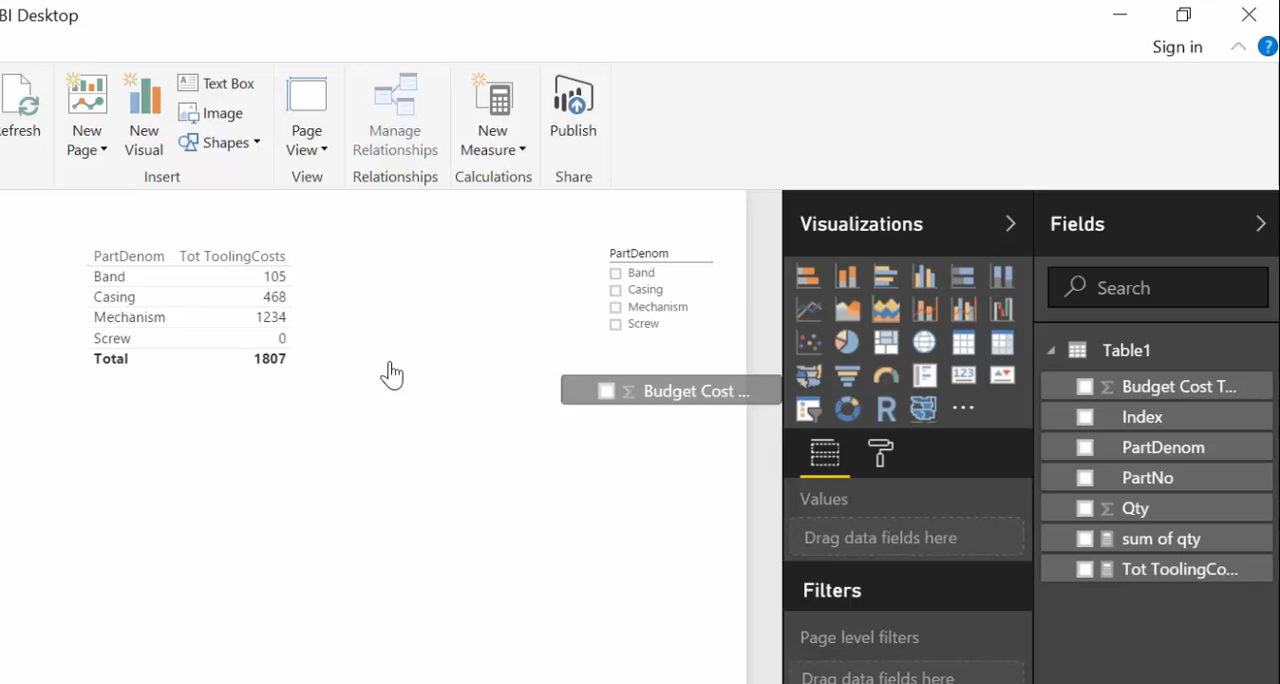 BI Desktop
Sign in
?
efresh
New Page
New Visual
Text Box
Image
Shapes
Insert
Page View
View
Manage Relationships
Relationships
New Measure
Calculations
Publish
Share
PartDenom Tot ToolingCosts
Band 105
Casing 468
Mechanism 1234
Screw 0
Total 1807
PartDenom
Band
Casing
Mechanism
Screw
Σ Budget Cost ...
Visualizations
123
R
...
Values
Drag data fields here
Filters
Page level filters
Drag data fields here
Fields
Search
Table1
Σ Budget Cost T...
Index
PartDenom
PartNo
Σ Qty
sum of qty
Tot ToolingCo...